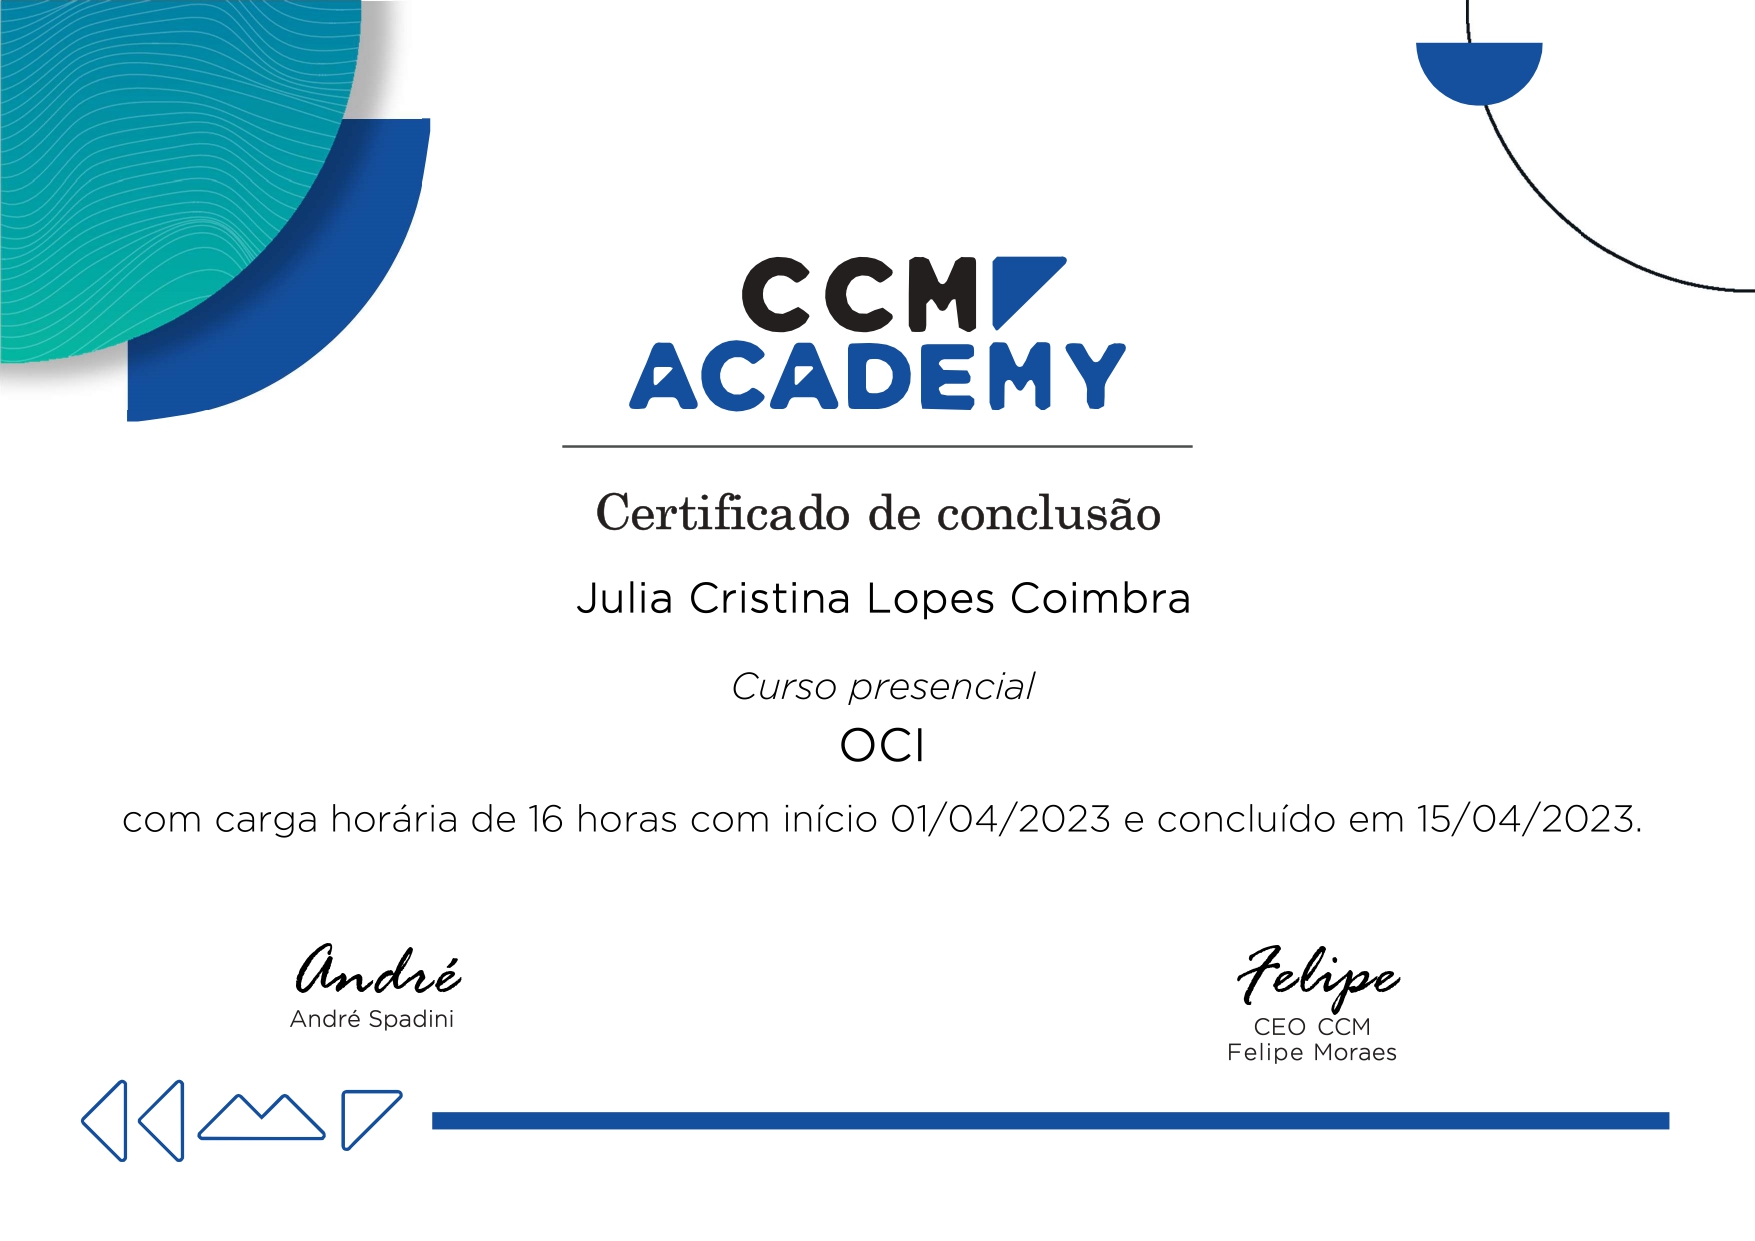 CCM
ACADEMY
Certificado de conclusão
Julia Cristina Lopes Coimbra
Curso presencial
OCI
com carga horária de 16 horas com início 01/04/2023 e concluído em 15/04/2023.
André
André Spadini
Felipe
CEO CCM
Felipe Moraes